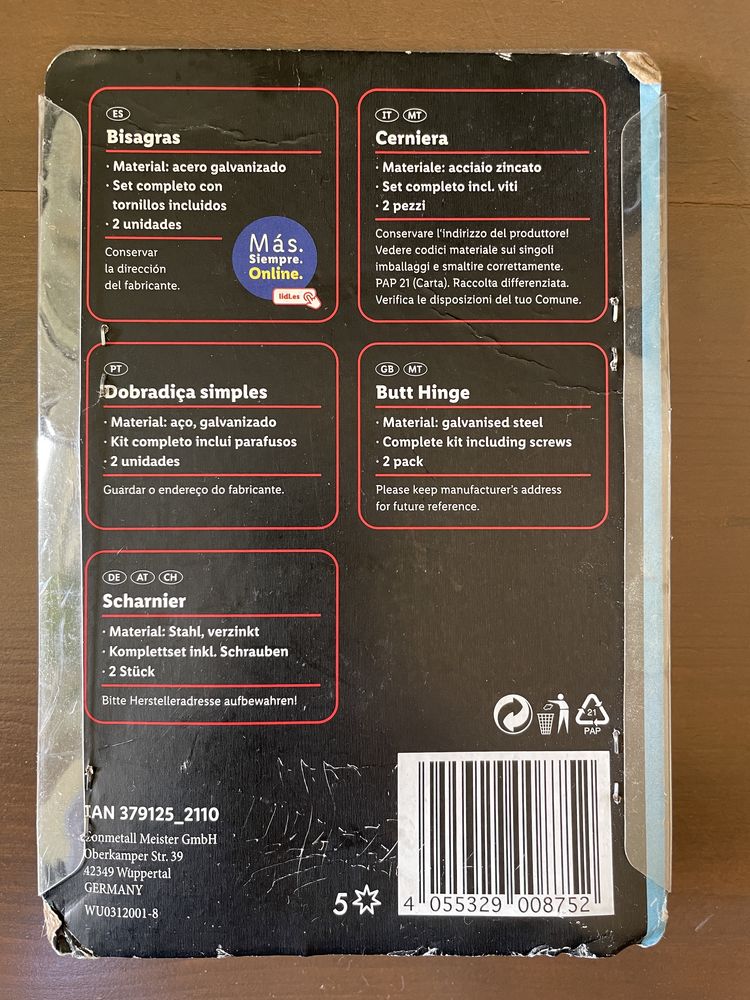 ES
Bisagras
· Material: acero galvanizado
· Set completo con
tornillos incluidos
· 2 unidades
Conservar
la dirección
del fabricante.
Más.
Siempre.
Online.
lidl.es
IT MT
Cerniera
· Materiale: acciaio zincato
· Set completo incl. viti
· 2 pezzi
Conservare l'indirizzo del produttore!
Vedere codici materiale sui singoli
imballaggi e smaltire correttamente.
PAP 21 (Carta). Raccolta differenziata.
Verifica le disposizioni del tuo Comune.
PT
Dobradiça simples
· Material: aço, galvanizado
· Kit completo inclui parafusos
· 2 unidades
Guardar o endereço do fabricante.
GB MT
Butt Hinge
· Material: galvanised steel
· Complete kit including screws
· 2 pack
Please keep manufacturer's address
for future reference.
DE AT CH
Scharnier
· Material: Stahl, verzinkt
· Komplettset inkl. Schrauben
· 2 Stück
Bitte Herstelleradresse aufbewahren!
21
PAP
IAN 379125_2110
Meister GmbH
Oberkamper Str. 39
42349 Wuppertal
GERMANY
WU0312001-8
5
4 055329 008752